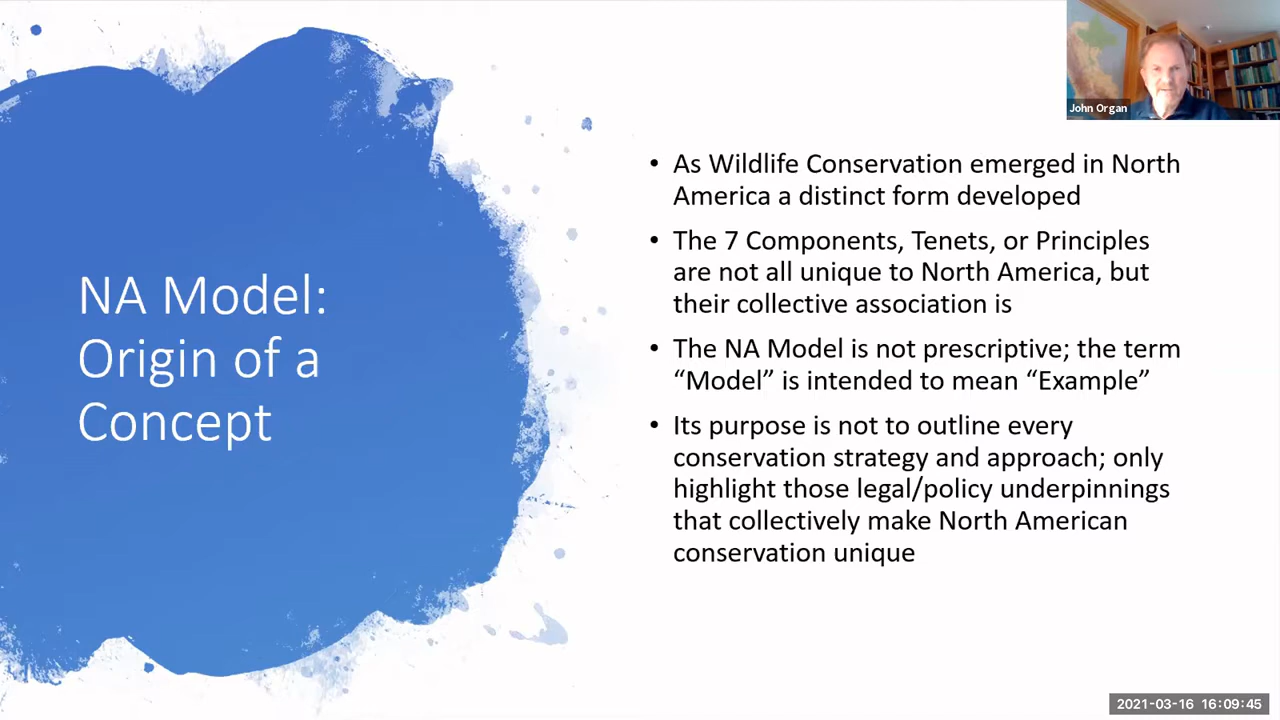 John Organ
NA Model:
Origin of a
Concept
• As Wildlife Conservation emerged in North
America a distinct form developed
• The 7 Components, Tenets, or Principles
are not all unique to North America, but
their collective association is
• The NA Model is not prescriptive; the term
“Model” is intended to mean “Example”
• Its purpose is not to outline every
conservation strategy and approach; only
highlight those legal/policy underpinnings
that collectively make North American
conservation unique
2021-03-16 16:09:45